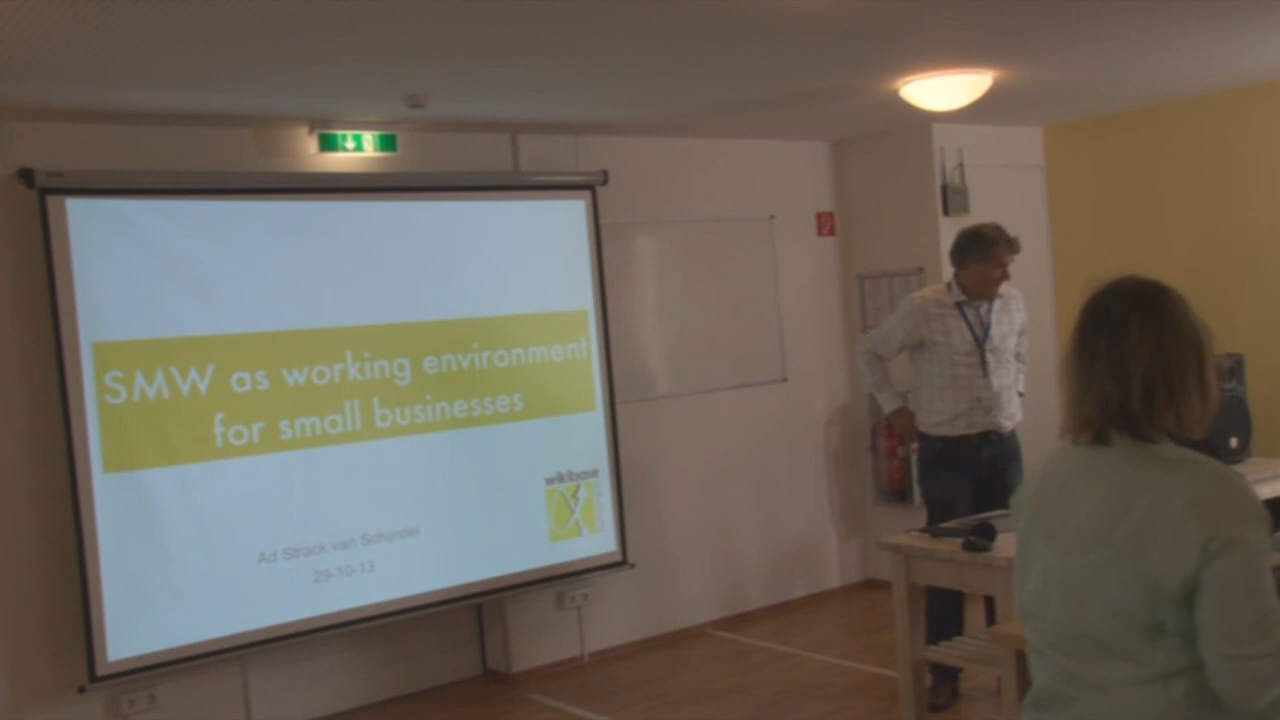 SMW as working environment
for small businesses
wikibase
Ad Strack van Schijndel
29-10-13